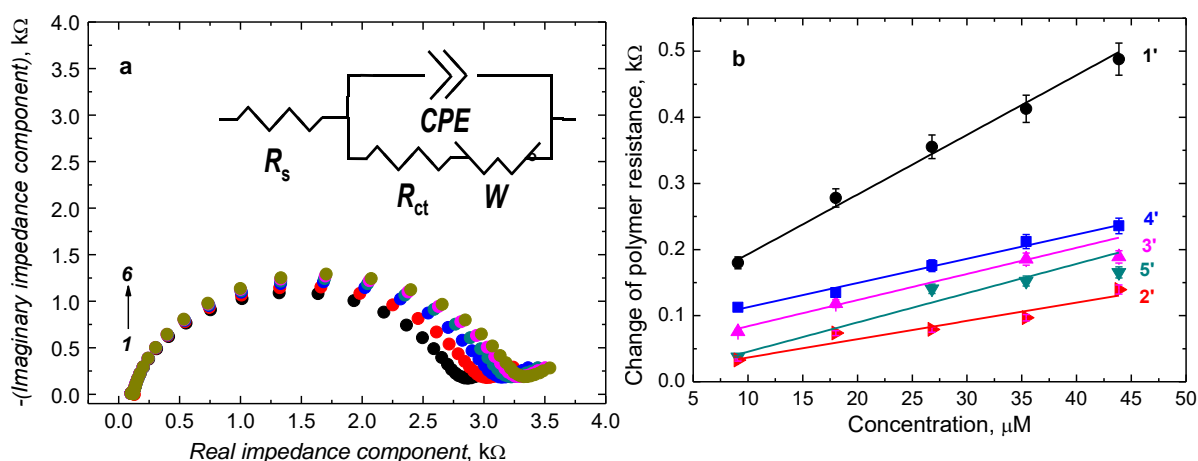 a
4.0
3.5
3.0
2.5
2.0
1.5
1.0
0.5
0.0
-(Imaginary impedance component), kΩ
CPE
Rs
Rct
W
6
1
0.0 0.5 1.0 1.5 2.0 2.5 3.0 3.5 4.0
Real impedance component, kΩ
b
0.5
0.4
0.3
0.2
0.1
0.0
Change of polymer resistance, kΩ
1'
4'
3'
5'
2'
5 10 15 20 25 30 35 40 45 50
Concentration, μM